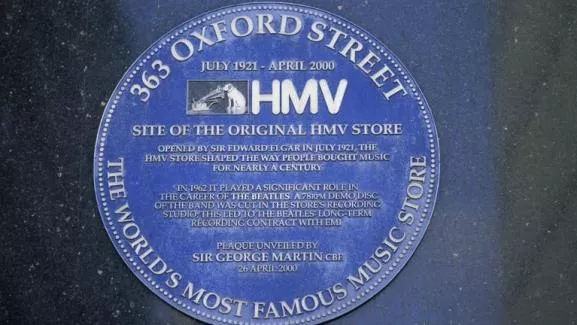 363 OXFORD STREET
JULY 1921 - APRIL 2000
HMV
SITE OF THE ORIGINAL HMV STORE
OPENED BY SIR EDWARD ELGAR IN JULY 1921, THE
HMV STORE SHAPED THE WAY PEOPLE BOUGHT MUSIC
FOR NEARLY A CENTURY
IN 1962 IT PLAYED A SIGNIFICANT ROLE IN
THE CAREER OF THE BEATLES. A 78RPM DEMO DISC
OF THE BAND WAS CUT IN THE STORE'S RECORDING
STUDIO. THIS LED TO THE BEATLES' LONG-TERM
RECORDING CONTRACT WITH EMI
PLAQUE UNVEILED BY
SIR GEORGE MARTIN CBE
26 APRIL 2000
THE WORLD'S MOST FAMOUS MUSIC STORE